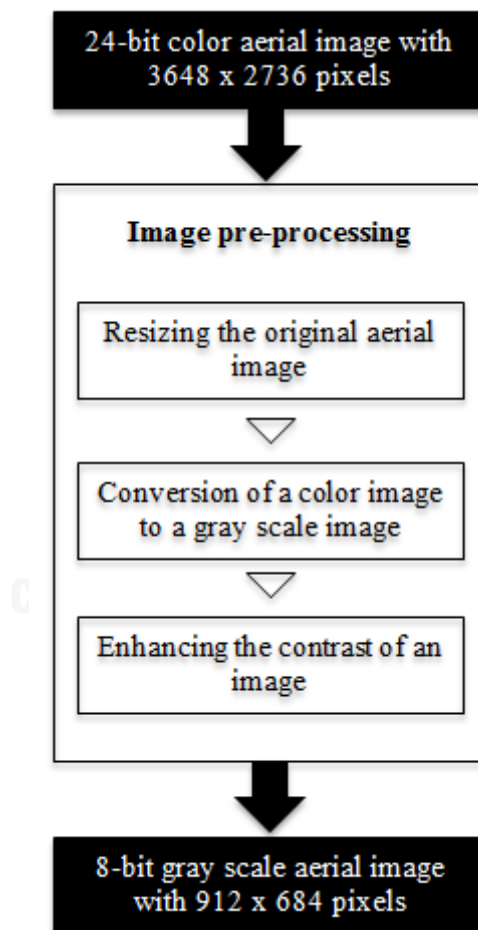 24-bit color aerial image with
3648 x 2736 pixels
Image pre-processing
Resizing the original aerial
image
Conversion of a color image
to a gray scale image
Enhancing the contrast of an
image
8-bit gray scale aerial image
with 912 x 684 pixels